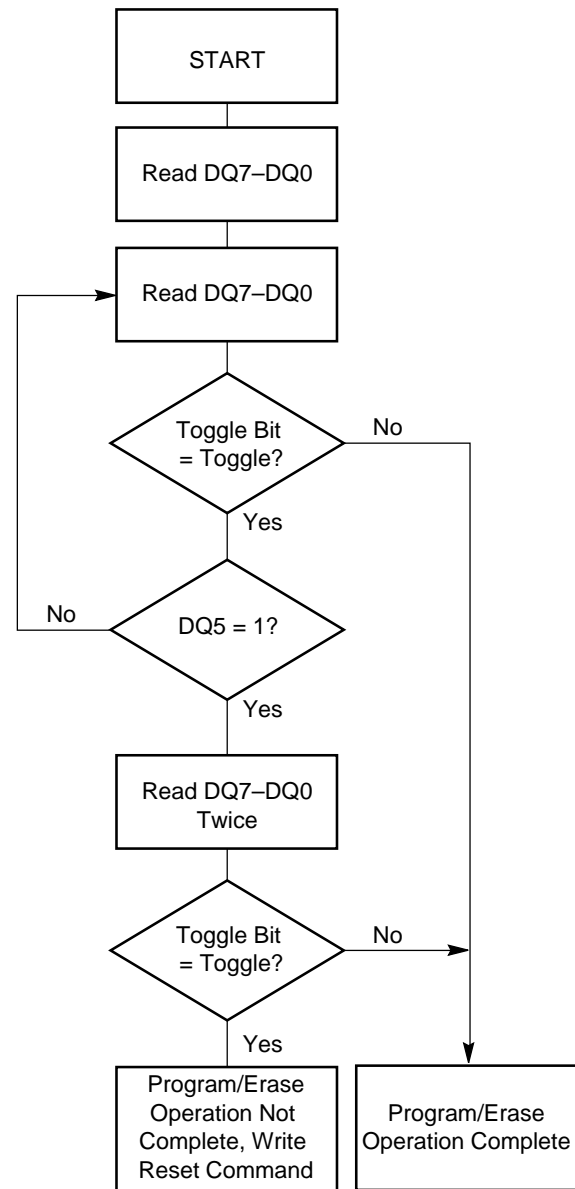 START
Read DQ7–DQ0
Read DQ7–DQ0
Toggle Bit
= Toggle?
No
Yes
No
DQ5 = 1?
Yes
Read DQ7–DQ0
Twice
Toggle Bit
= Toggle?
No
Yes
Program/Erase
Operation Not
Complete, Write
Reset Command
Program/Erase
Operation Complete